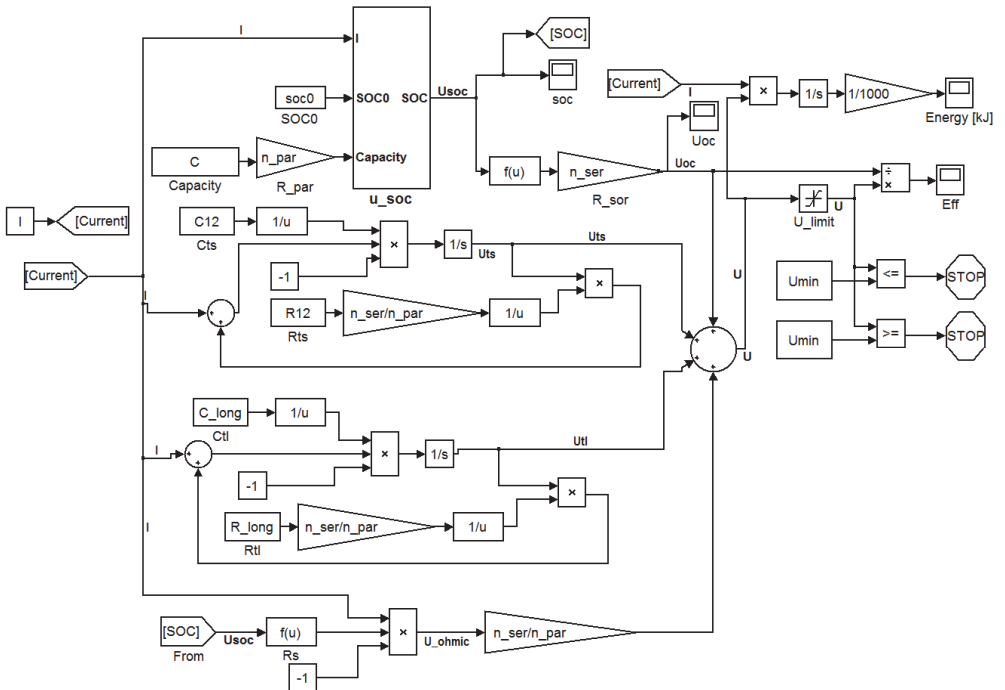 I
[SOC]
I
soc0
SOC0
SOC0
SOC
Usoc
soc
[Current]
I
×
1/s
1/1000
Energy [kJ]
C
Capacity
n_par
R_par
Capacity
u_soc
f(u)
n_ser
R_sor
Uoc
Uoc
÷
×
Eff
I
[Current]
C12
Cts
1/u
×
1/s
Uts
Uts
U_limit
U
[Current]
-1
×
Umin
<=
STOP
I
R12
Rts
n_ser/n_par
1/u
U
Umin
>=
STOP
U
C_long
Ctl
1/u
×
1/s
Utl
I
-1
×
R_long
Rtl
n_ser/n_par
1/u
I
[SOC]
From
Usoc
f(u)
Rs
×
U_ohmic
n_ser/n_par
-1